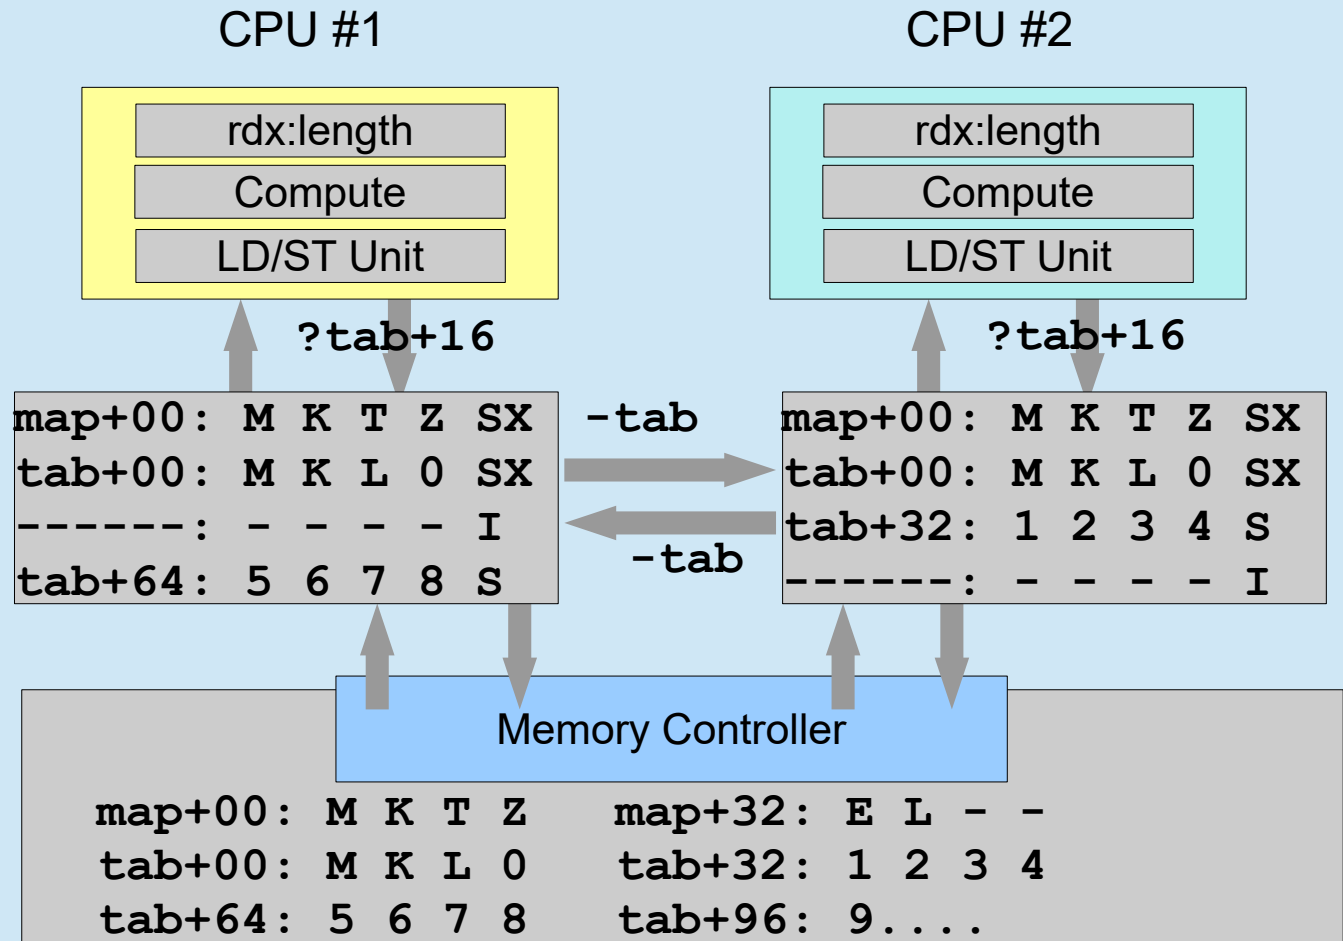 CPU #1 CPU #2
rdx:length rdx:length
Compute Compute
LD/ST Unit LD/ST Unit
?tab+16 ?tab+16
map+00: M K T Z SX -tab map+00: M K T Z SX
tab+00: M K L 0 SX tab+00: M K L 0 SX
------: - - - - I tab+32: 1 2 3 4 S
-tab
tab+64: 5 6 7 8 S ------: - - - - I
Memory Controller
map+00: M K T Z map+32: E L - -
tab+00: M K L 0 tab+32: 1 2 3 4
tab+64: 5 6 7 8 tab+96: 9....